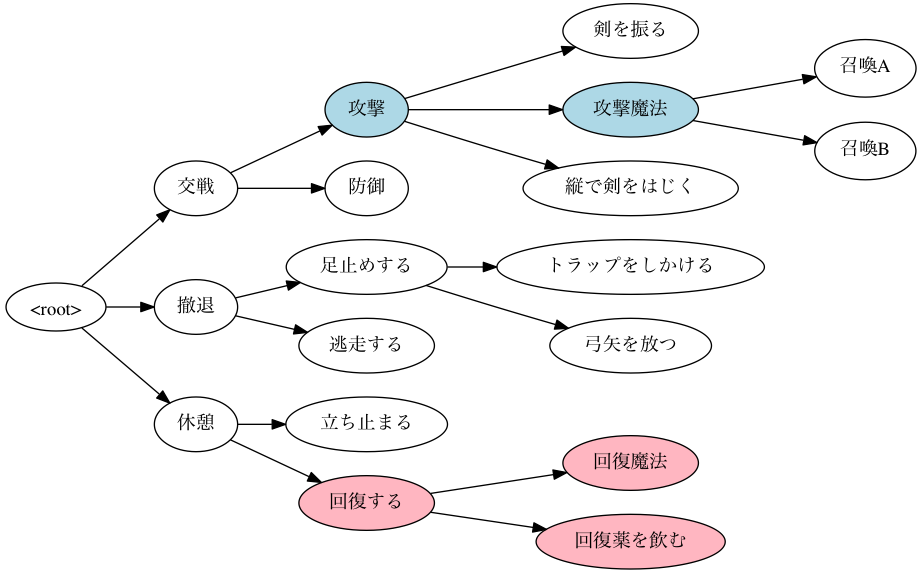 <root>
交戦
攻撃
剣を振る
攻撃魔法
召喚A
召喚B
縦で剣をはじく
防御
撤退
足止めする
トラップをしかける
弓矢を放つ
逃走する
休憩
立ち止まる
回復する
回復魔法
回復薬を飲む